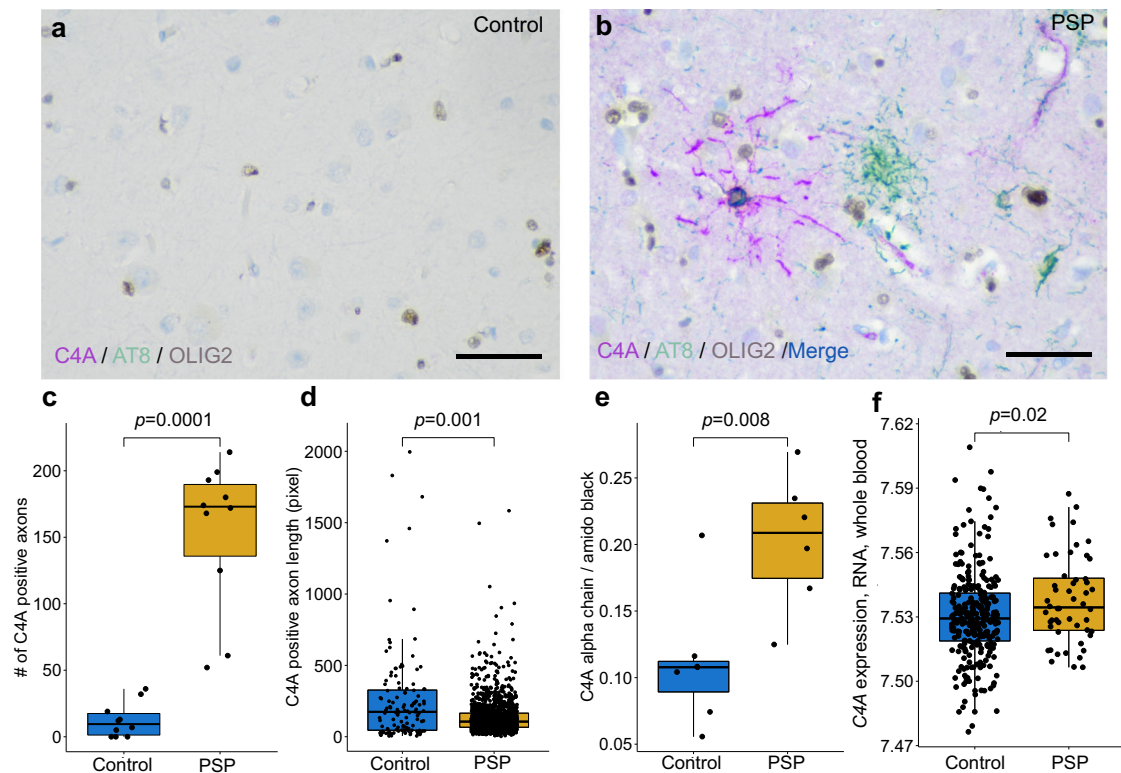 a
Control
C4A / AT8 / OLIG2
b
PSP
C4A / AT8 / OLIG2 /Merge
c
p=0.0001
# of C4A positive axons
200
150
100
50
0
Control
PSP
d
p=0.001
C4A positive axon length (pixel)
2000
1500
1000
500
0
Control
PSP
e
p=0.008
C4A alpha chain / amido black
0.25
0.20
0.15
0.10
0.05
Control
PSP
f
p=0.02
C4A expression, RNA, whole blood
7.62
7.59
7.56
7.53
7.50
7.47
Control
PSP